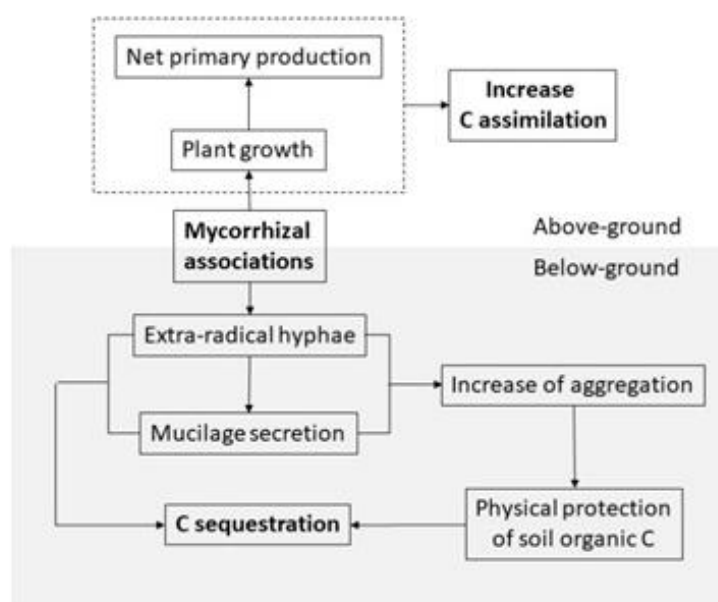 Net primary production
Increase
C assimilation
Plant growth
Mycorrhizal
associations
Above-ground
Below-ground
Extra-radical hyphae
Increase of aggregation
Mucilage secretion
Physical protection
of soil organic C
C sequestration